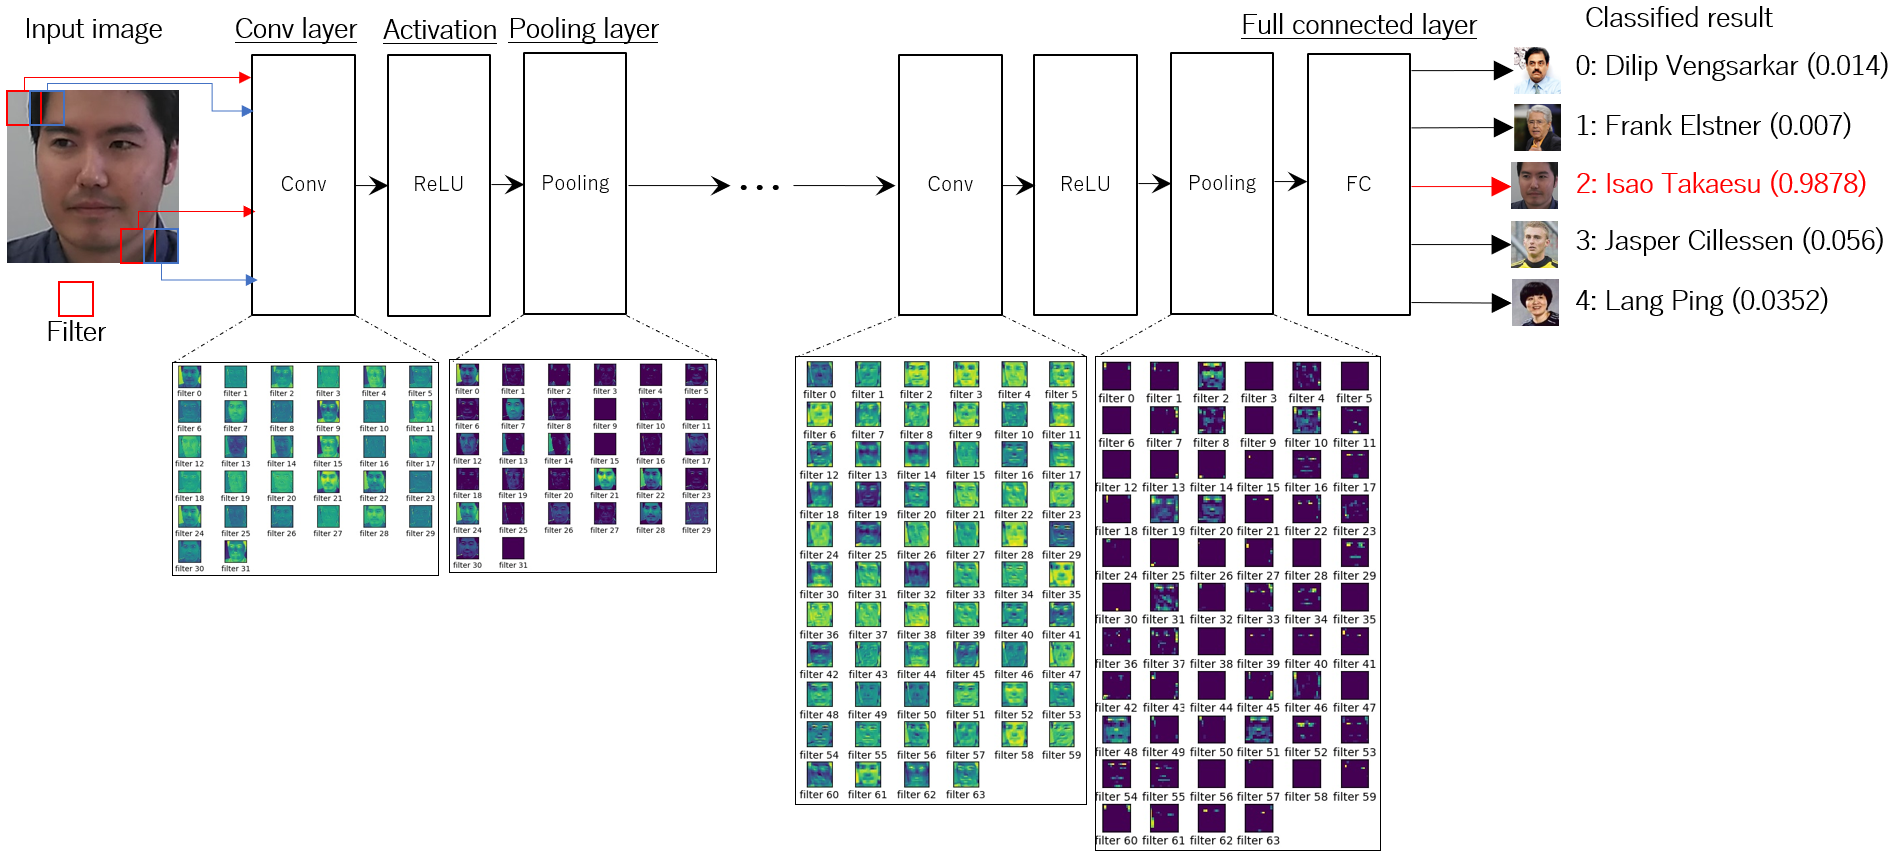 Input image
Conv layer
Activation
Pooling layer
Full connected layer
Classified result
Conv
ReLU
Pooling
...
Conv
ReLU
Pooling
FC
0: Dilip Vengsarkar (0.014)
1: Frank Elstner (0.007)
2: Isao Takaesu (0.9878)
3: Jasper Cillessen (0.056)
4: Lang Ping (0.0352)
Filter
filter 0 filter 1 filter 2 filter 3 filter 4 filter 5
filter 6 filter 7 filter 8 filter 9 filter 10 filter 11
filter 12 filter 13 filter 14 filter 15 filter 16 filter 17
filter 18 filter 19 filter 20 filter 21 filter 22 filter 23
filter 24 filter 25 filter 26 filter 27 filter 28 filter 29
filter 30 filter 31
filter 0 filter 1 filter 2 filter 3 filter 4 filter 5
filter 6 filter 7 filter 8 filter 9 filter 10 filter 11
filter 12 filter 13 filter 14 filter 15 filter 16 filter 17
filter 18 filter 19 filter 20 filter 21 filter 22 filter 23
filter 24 filter 25 filter 26 filter 27 filter 28 filter 29
filter 30 filter 31
filter 0 filter 1 filter 2 filter 3 filter 4 filter 5
filter 6 filter 7 filter 8 filter 9 filter 10 filter 11
filter 12 filter 13 filter 14 filter 15 filter 16 filter 17
filter 18 filter 19 filter 20 filter 21 filter 22 filter 23
filter 24 filter 25 filter 26 filter 27 filter 28 filter 29
filter 30 filter 31 filter 32 filter 33 filter 34 filter 35
filter 36 filter 37 filter 38 filter 39 filter 40 filter 41
filter 42 filter 43 filter 44 filter 45 filter 46 filter 47
filter 48 filter 49 filter 50 filter 51 filter 52 filter 53
filter 54 filter 55 filter 56 filter 57 filter 58 filter 59
filter 60 filter 61 filter 62 filter 63
filter 0 filter 1 filter 2 filter 3 filter 4 filter 5
filter 6 filter 7 filter 8 filter 9 filter 10 filter 11
filter 12 filter 13 filter 14 filter 15 filter 16 filter 17
filter 18 filter 19 filter 20 filter 21 filter 22 filter 23
filter 24 filter 25 filter 26 filter 27 filter 28 filter 29
filter 30 filter 31 filter 32 filter 33 filter 34 filter 35
filter 36 filter 37 filter 38 filter 39 filter 40 filter 41
filter 42 filter 43 filter 44 filter 45 filter 46 filter 47
filter 48 filter 49 filter 50 filter 51 filter 52 filter 53
filter 54 filter 55 filter 56 filter 57 filter 58 filter 59
filter 60 filter 61 filter 62 filter 63